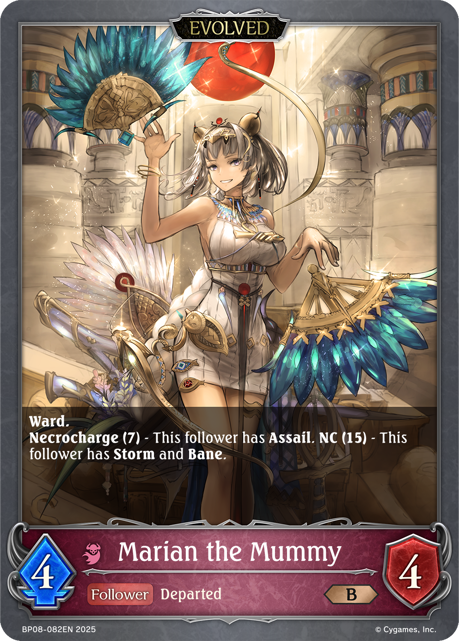 EVOLVED
Ward.
Necrocharge (7) - This follower has Assail. NC (15) - This
follower has Storm and Bane.
Marian the Mummy
4
Follower Departed
B
4
BP08-082EN 2025
© Cygames, Inc.